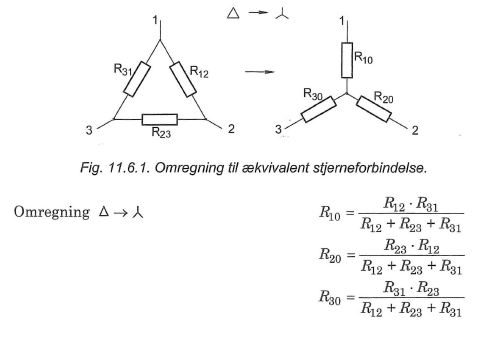 1 Δ → ⅄ 1
R₃₁ R₁₂ → R₁₀
R₃₀ R₂₀
3 R₂₃ 2 3 2
Fig. 11.6.1. Omregning til ækvivalent stjerneforbindelse.
Omregning Δ → ⅄
R₁₀ = R₁₂ · R₃₁ / R₁₂ + R₂₃ + R₃₁
R₂₀ = R₂₃ · R₁₂ / R₁₂ + R₂₃ + R₃₁
R₃₀ = R₃₁ · R₂₃ / R₁₂ + R₂₃ + R₃₁